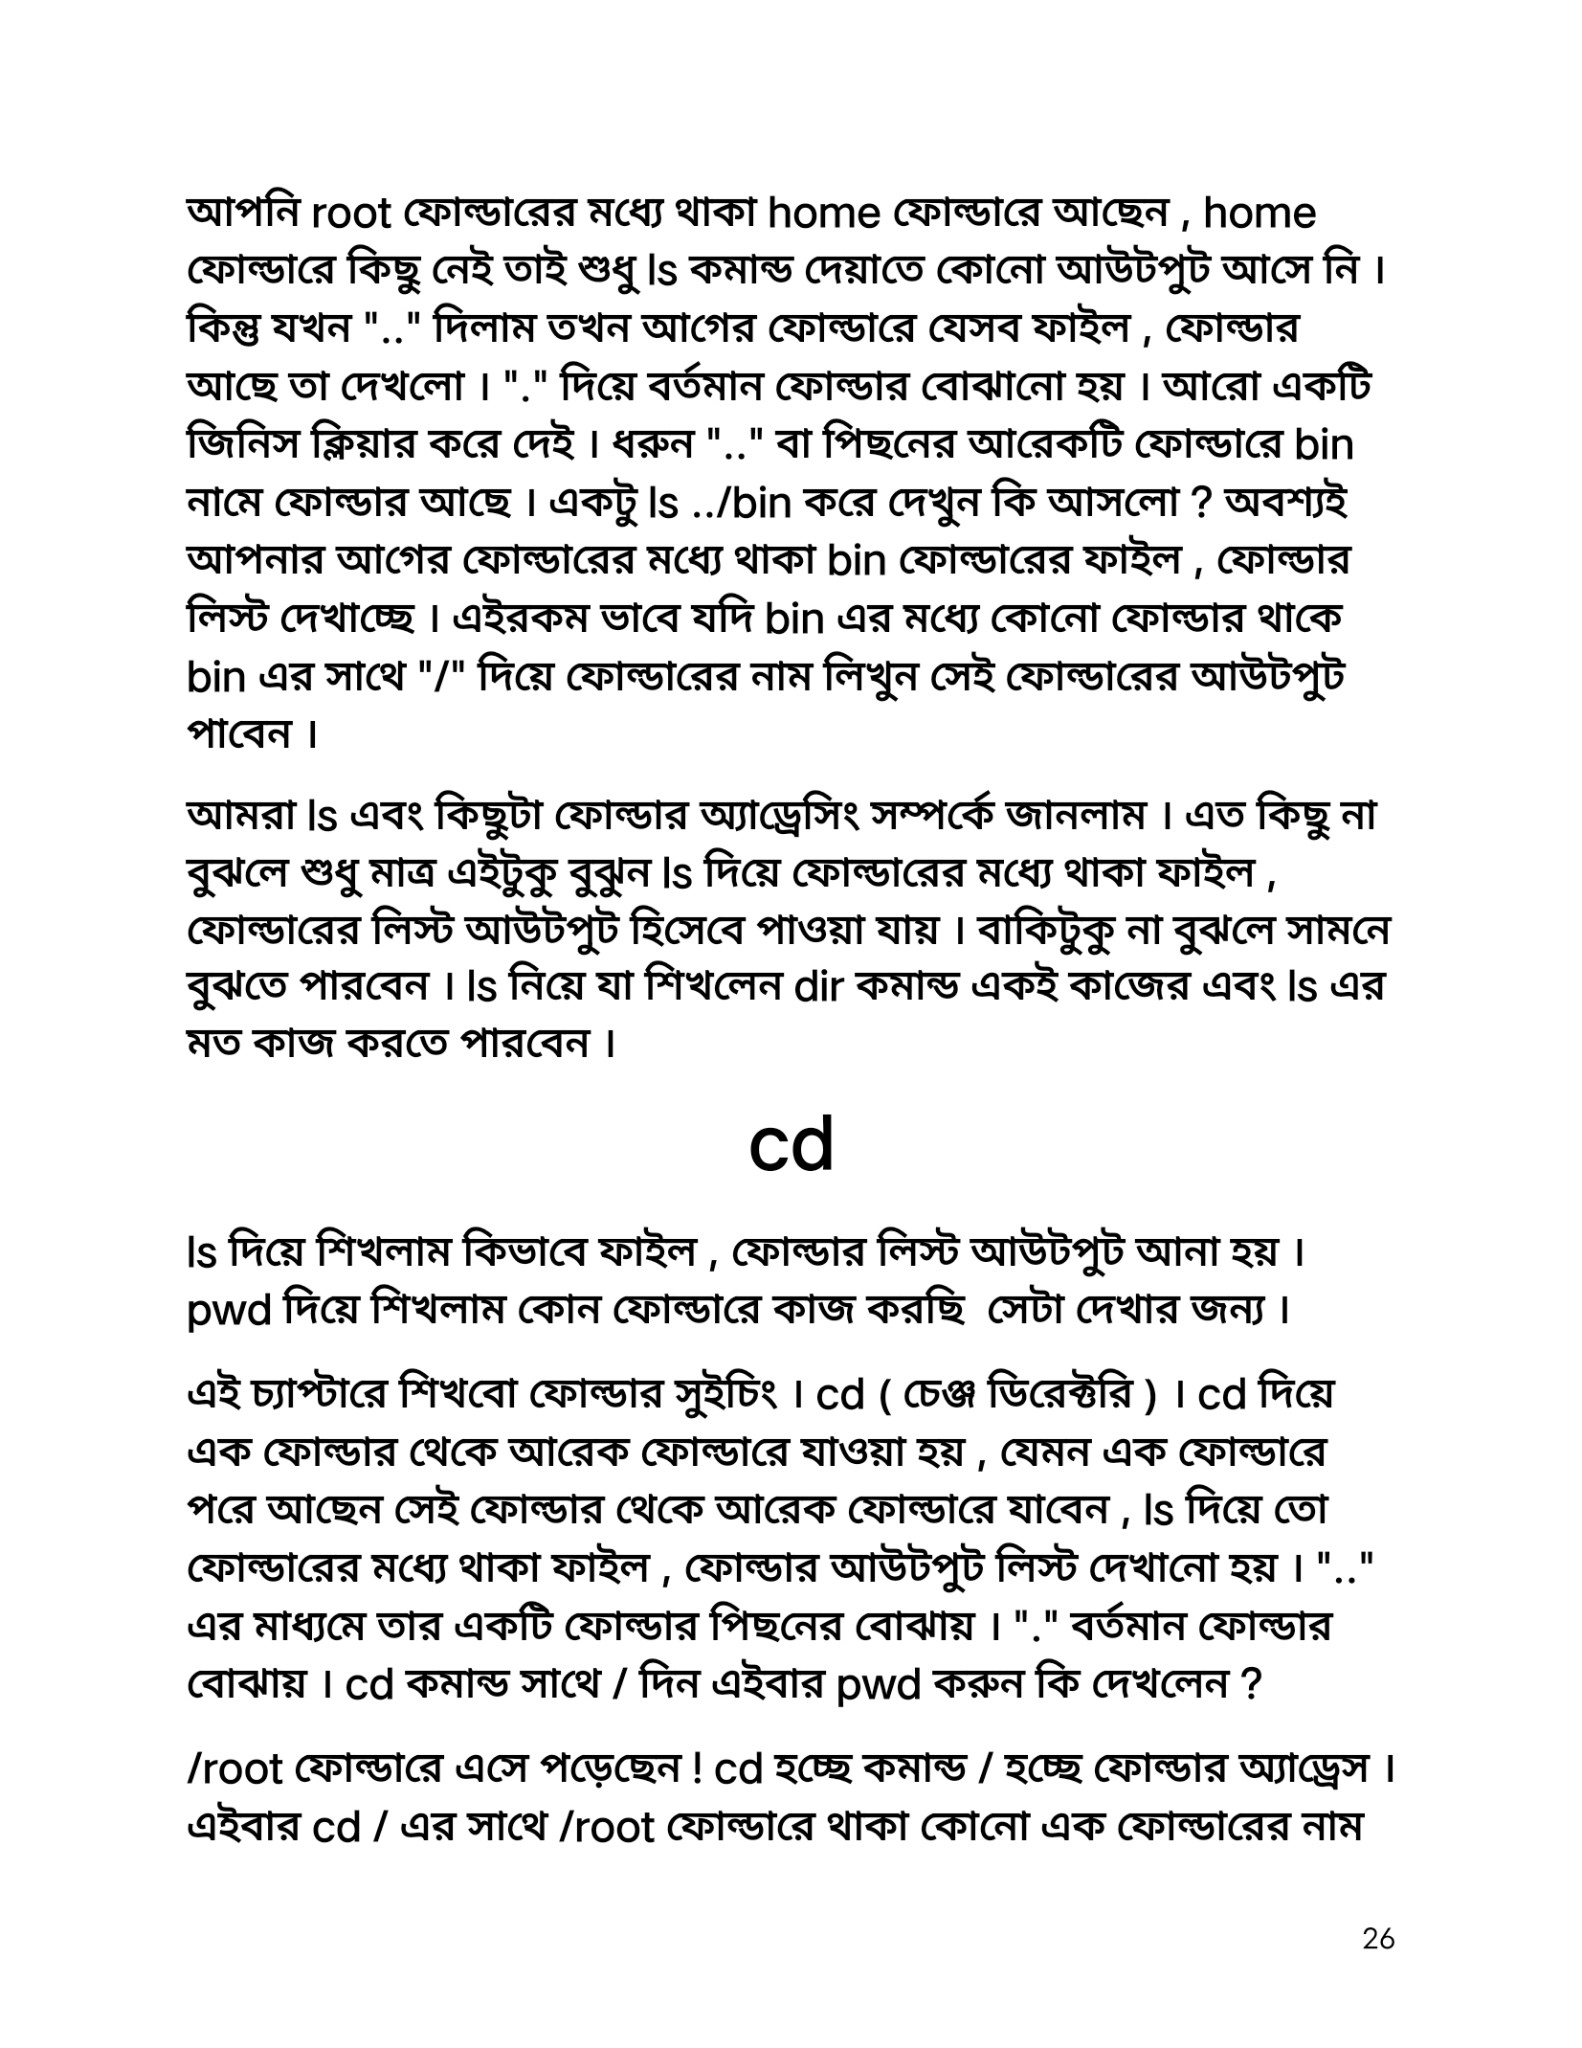 আপনি root ফোল্ডারের মধ্যে থাকা home ফোল্ডারে আছেন , home
ফোল্ডারে কিছু নেই তাই শুধু ls কমান্ড দেয়াতে কোনো আউটপুট আসে নি ।
কিন্তু যখন ".." দিলাম তখন আগের ফোল্ডারে যেসব ফাইল , ফোল্ডার
আছে তা দেখলো । "." দিয়ে বর্তমান ফোল্ডার বোঝানো হয় । আরো একটি
জিনিস ক্লিয়ার করে দেই । ধরুন ".." বা পিছনের আরেকটি ফোল্ডারে bin
নামে ফোল্ডার আছে । একটু ls ../bin করে দেখুন কি আসলো ? অবশ্যই
আপনার আগের ফোল্ডারের মধ্যে থাকা bin ফোল্ডারের ফাইল , ফোল্ডার
লিস্ট দেখাচ্ছে । এইরকম ভাবে যদি bin এর মধ্যে কোনো ফোল্ডার থাকে
bin এর সাথে "/" দিয়ে ফোল্ডারের নাম লিখুন সেই ফোল্ডারের আউটপুট
পাবেন ।
আমরা ls এবং কিছুটা ফোল্ডার অ্যাড্রেসিং সম্পর্কে জানলাম । এত কিছু না
বুঝলে শুধু মাত্র এইটুকু বুঝুন ls দিয়ে ফোল্ডারের মধ্যে থাকা ফাইল ,
ফোল্ডারের লিস্ট আউটপুট হিসেবে পাওয়া যায় । বাকিটুকু না বুঝলে সামনে
বুঝতে পারবেন । ls নিয়ে যা শিখলেন dir কমান্ড একই কাজের এবং ls এর
মত কাজ করতে পারবেন ।
cd
ls দিয়ে শিখলাম কিভাবে ফাইল , ফোল্ডার লিস্ট আউটপুট আনা হয় ।
pwd দিয়ে শিখলাম কোন ফোল্ডারে কাজ করছি সেটা দেখার জন্য ।
এই চ্যাপ্টারে শিখবো ফোল্ডার সুইচিং । cd ( চেঞ্জ ডিরেক্টরি ) । cd দিয়ে
এক ফোল্ডার থেকে আরেক ফোল্ডারে যাওয়া হয় , যেমন এক ফোল্ডারে
পরে আছেন সেই ফোল্ডার থেকে আরেক ফোল্ডারে যাবেন , ls দিয়ে তো
ফোল্ডারের মধ্যে থাকা ফাইল , ফোল্ডার আউটপুট লিস্ট দেখানো হয় । ".."
এর মাধ্যমে তার একটি ফোল্ডার পিছনের বোঝায় । "." বর্তমান ফোল্ডার
বোঝায় । cd কমান্ড সাথে / দিন এইবার pwd করুন কি দেখলেন ?
/root ফোল্ডারে এসে পড়েছেন ! cd হচ্ছে কমান্ড / হচ্ছে ফোল্ডার অ্যাড্রেস ।
এইবার cd / এর সাথে /root ফোল্ডারে থাকা কোনো এক ফোল্ডারের নাম
26